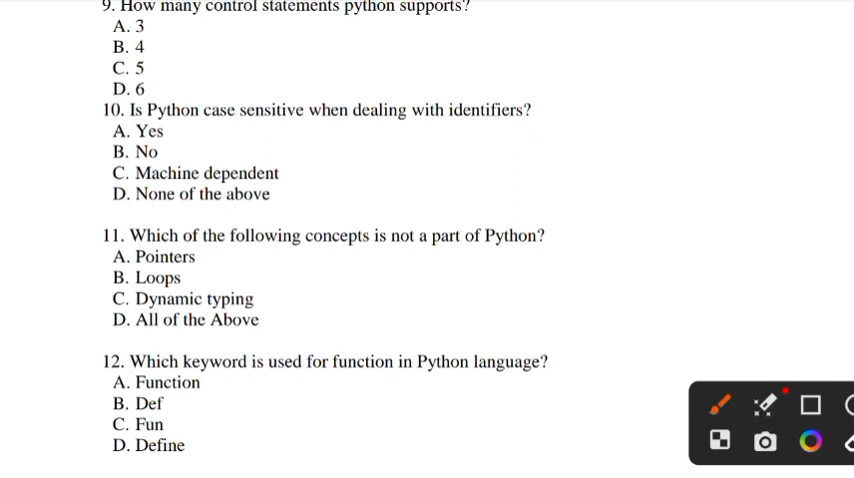 9. How many control statements python supports?
A. 3
B. 4
C. 5
D. 6
10. Is Python case sensitive when dealing with identifiers?
A. Yes
B. No
C. Machine dependent
D. None of the above
11. Which of the following concepts is not a part of Python?
A. Pointers
B. Loops
C. Dynamic typing
D. All of the Above
12. Which keyword is used for function in Python language?
A. Function
B. Def
C. Fun
D. Define